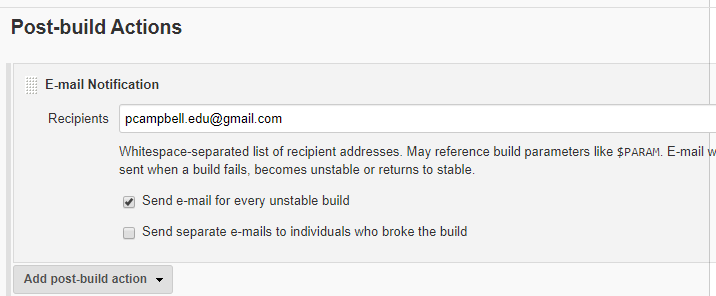 Post-build Actions
E-mail Notification
Recipients pcampbell.edu@gmail.com
Whitespace-separated list of recipient addresses. May reference build parameters like $PARAM. E-mail w
sent when a build fails, becomes unstable or returns to stable.
Send e-mail for every unstable build
Send separate e-mails to individuals who broke the build
Add post-build action